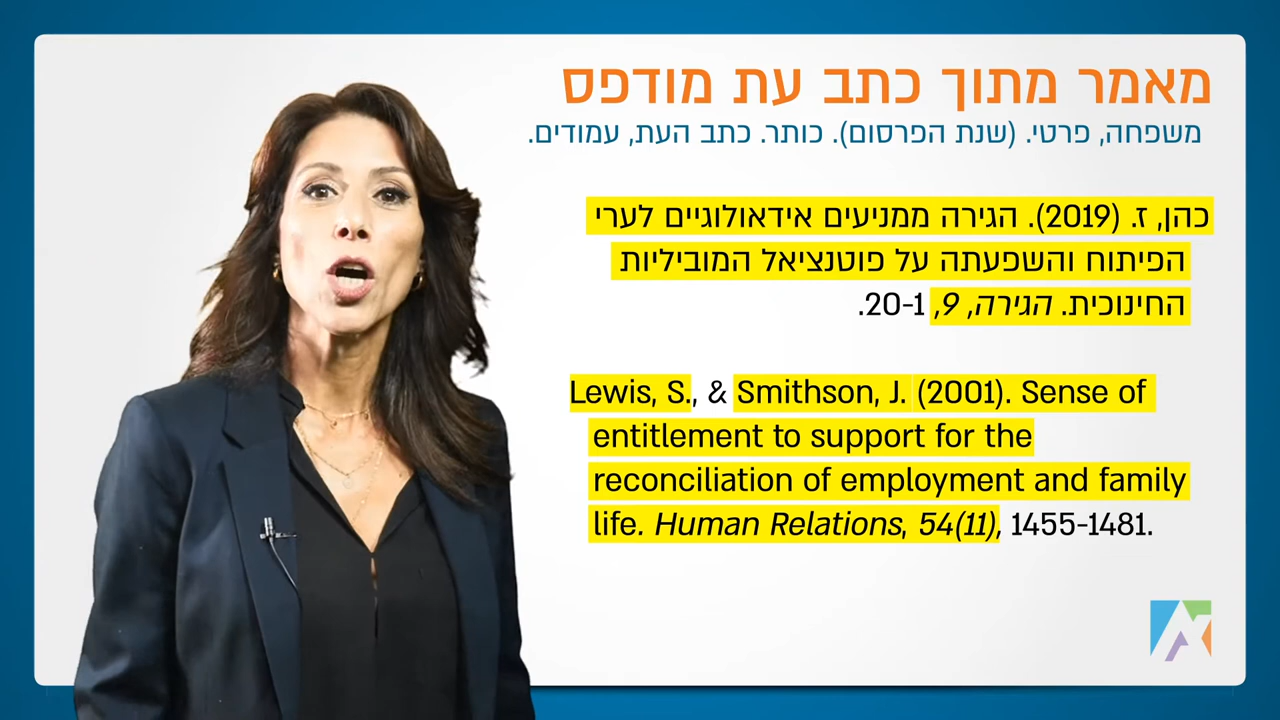 מאמר מתוך כתב עת מודפס
משפחה, פרטי. (שנת הפרסום). כותר. כתב העת, עמודים.
כהן, ז. (2019). הגירה ממניעים אידאולוגיים לערי
הפיתוח והשפעתה על פוטנציאל המוביליות
החינוכית. הגירה, 9, 20-1.
Lewis, S., & Smithson, J. (2001). Sense of
entitlement to support for the
reconciliation of employment and family
life. Human Relations, 54(11), 1455-1481.